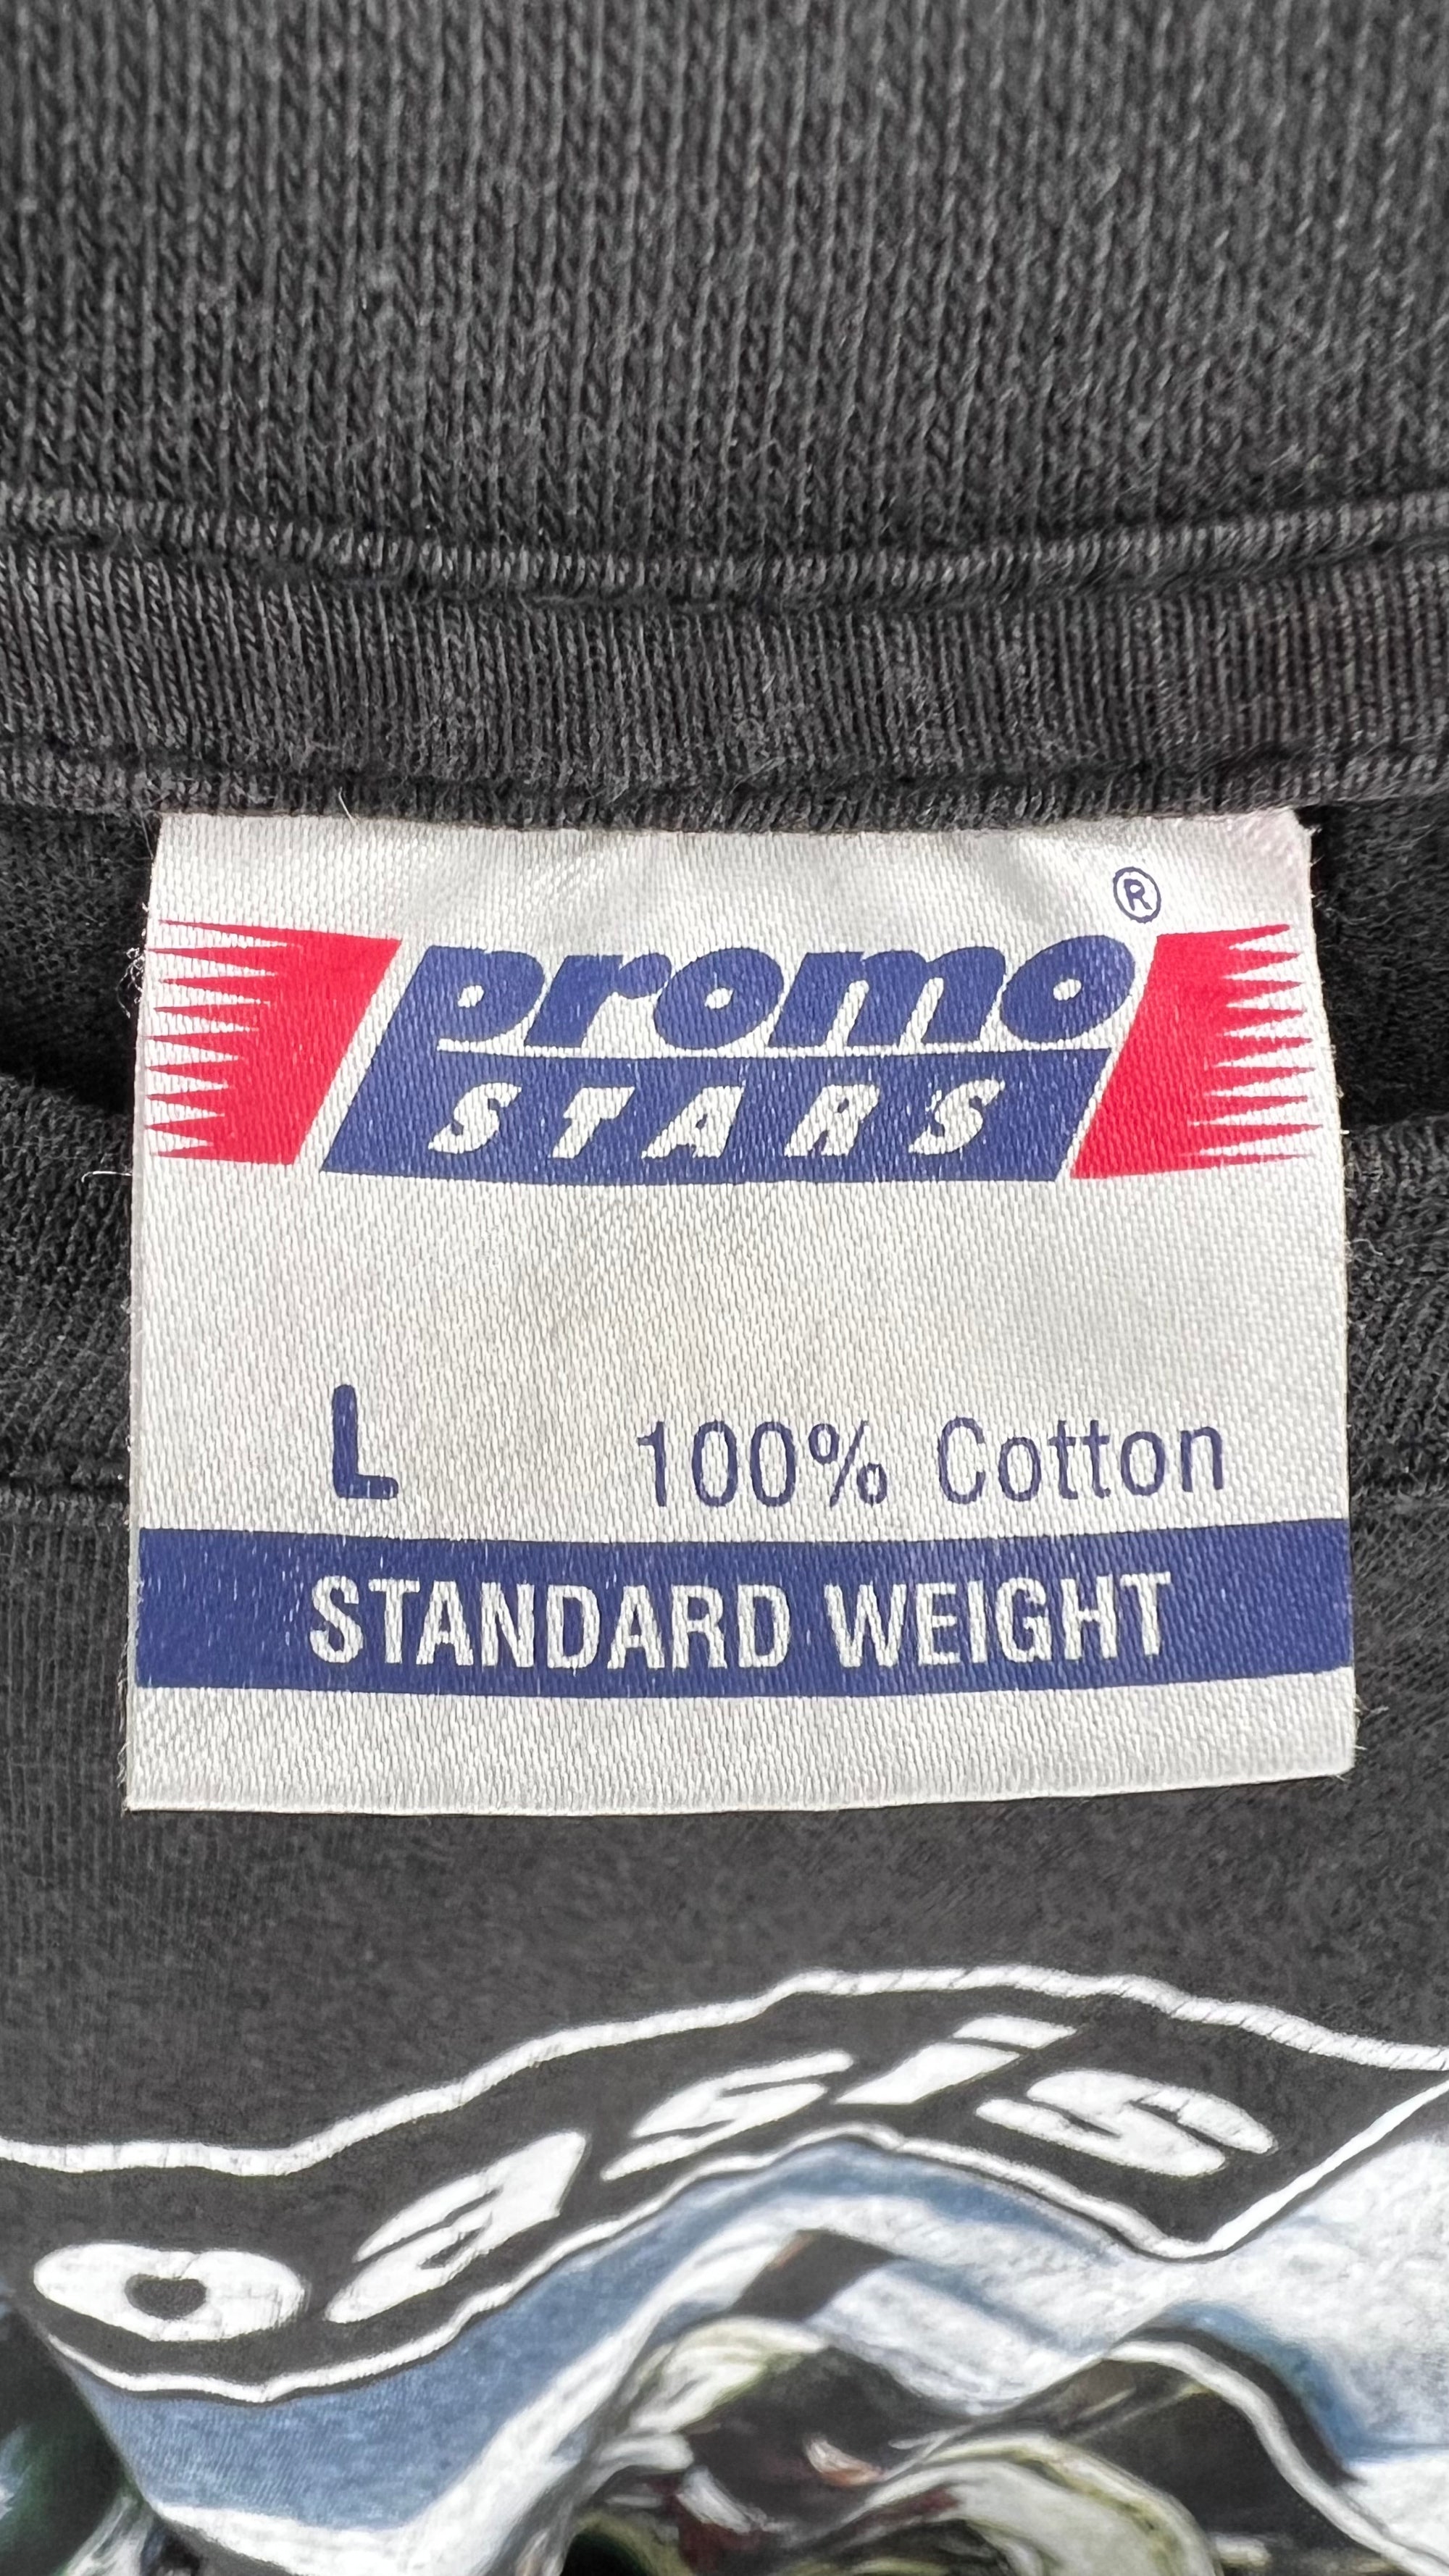 ®
promo
STARS
L 100% Cotton
STANDARD WEIGHT
oasis